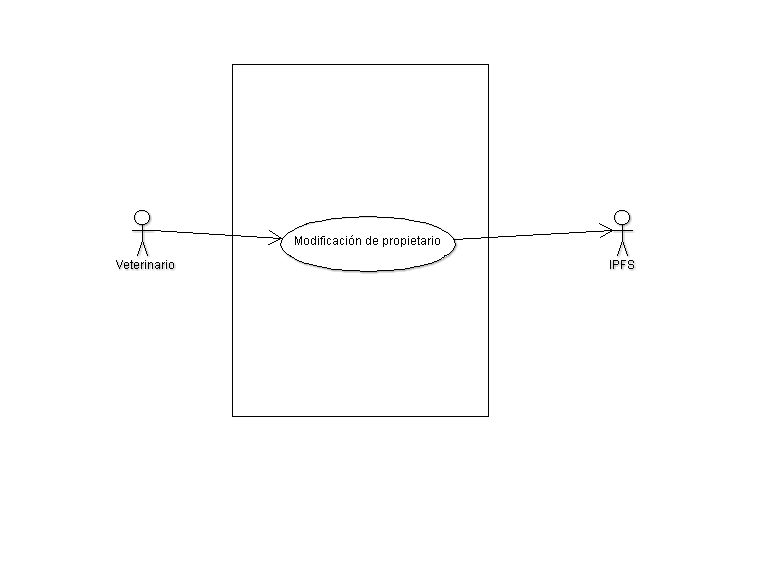 Modificación de propietario
Veterinario
IPFS